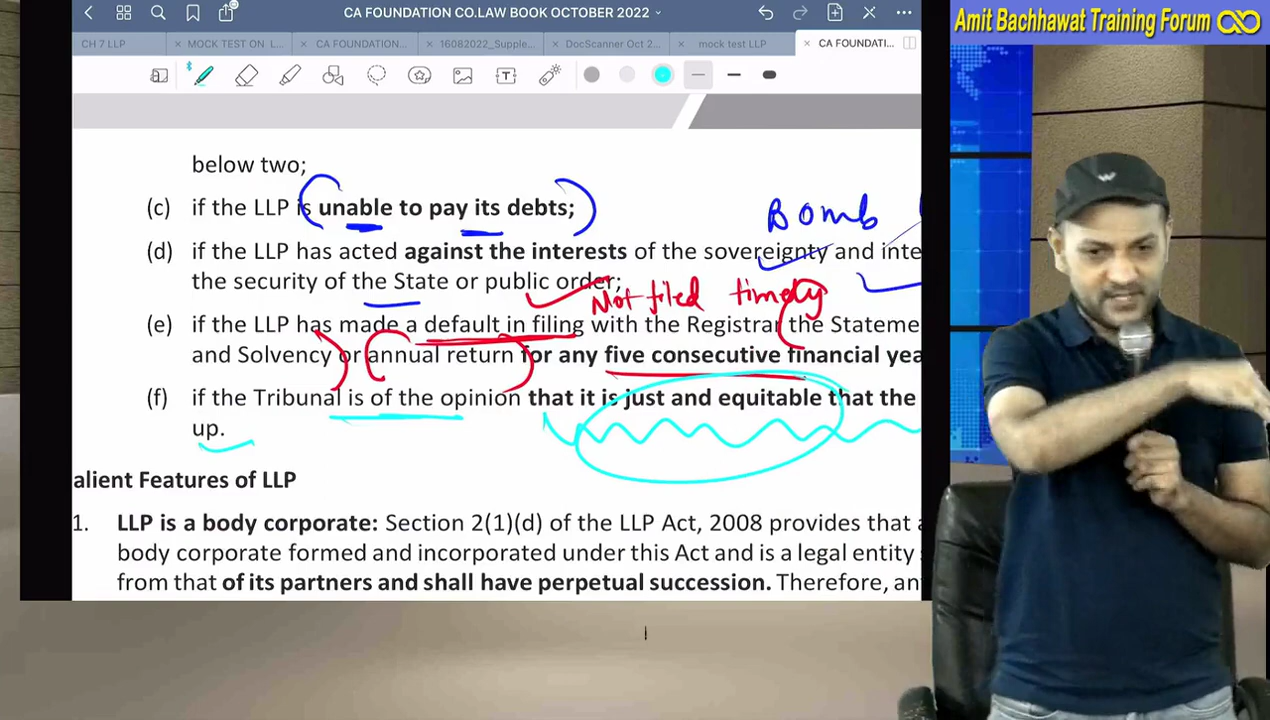 CA FOUNDATION CO.LAW BOOK OCTOBER 2022
Amit Bachhawat Training Forum
CH 7 LLP
MOCK TEST ON L...
CA FOUNDATION...
16082022_Supple...
DocScanner Oct 2...
mock test LLP
CA FOUNDATI...
below two;
(c) if the LLP is unable to pay its debts;
Bomb
(d) if the LLP has acted against the interests of the sovereignty and inte
the security of the State or public order;
Not filed timely
(e) if the LLP has made a default in filing with the Registrar the Stateme
and Solvency or annual return for any five consecutive financial yea
(f) if the Tribunal is of the opinion that it is just and equitable that the
up.
alient Features of LLP
1. LLP is a body corporate: Section 2(1)(d) of the LLP Act, 2008 provides that a
body corporate formed and incorporated under this Act and is a legal entity
from that of its partners and shall have perpetual succession. Therefore, an